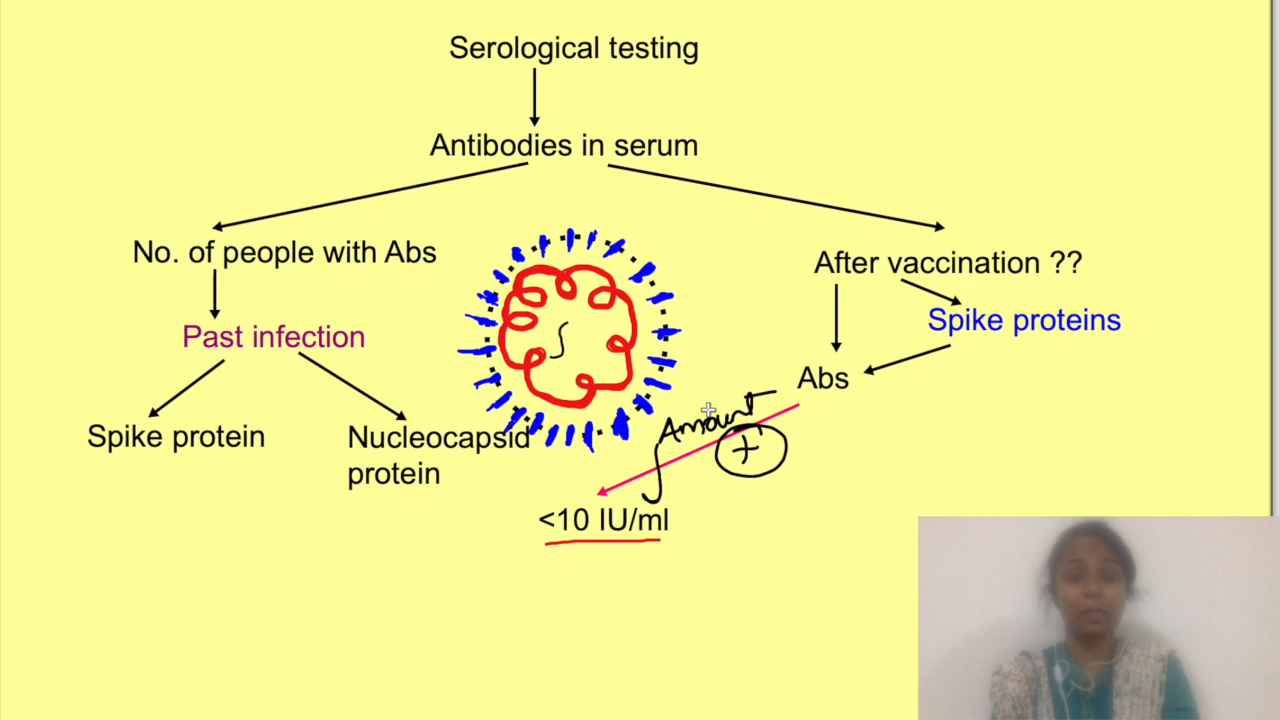 Serological testing
Antibodies in serum
No. of people with Abs
After vaccination ??
Spike proteins
Past infection
Abs
Spike protein
Nucleocapsid
protein
Amount
+
<10 IU/ml